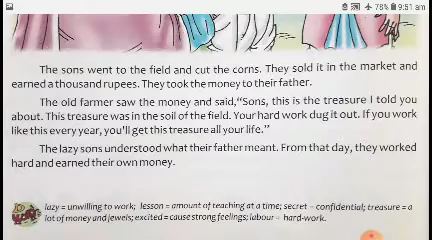 78% 9:51 am
The sons went to the field and cut the corns. They sold it in the market and
earned a thousand rupees. They took the money to their father.
The old farmer saw the money and said, "Sons, this is the treasure I told you
about. This treasure was in the soil of the field. Your hard work dug it out. If you work
like this every year, you'll get this treasure all your life."
The lazy sons understood what their father meant. From that day, they worked
hard and earned their own money.
lazy = unwilling to work; lesson = amount of teaching at a time; secret = confidential; treasure = a
lot of money and jewels; excited = cause strong feelings; labour = hard-work.